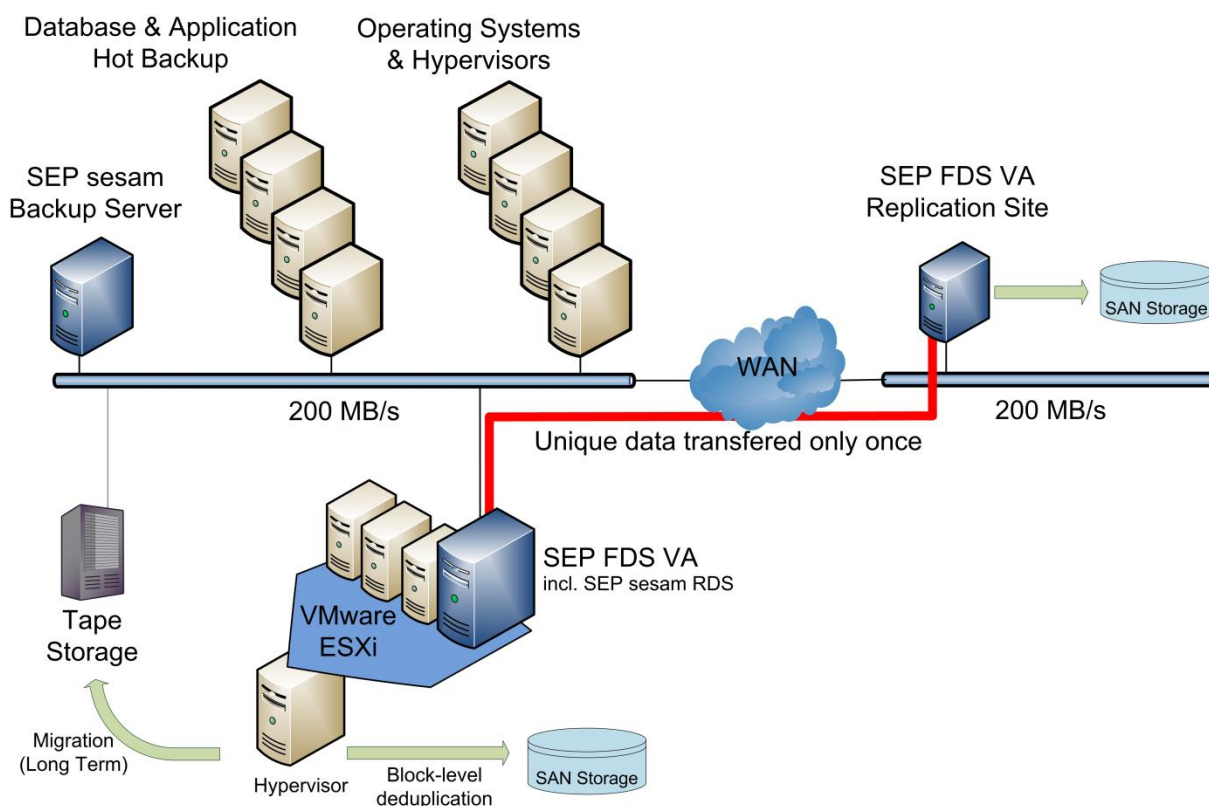 Database & Application
Hot Backup
Operating Systems
& Hypervisors
SEP sesam
Backup Server
SEP FDS VA
Replication Site
SAN Storage
WAN
200 MB/s
200 MB/s
Unique data transfered only once
SEP FDS VA
incl. SEP sesam RDS
VMware
ESXi
Tape
Storage
Migration
(Long Term)
Hypervisor
Block-level
deduplication
SAN Storage